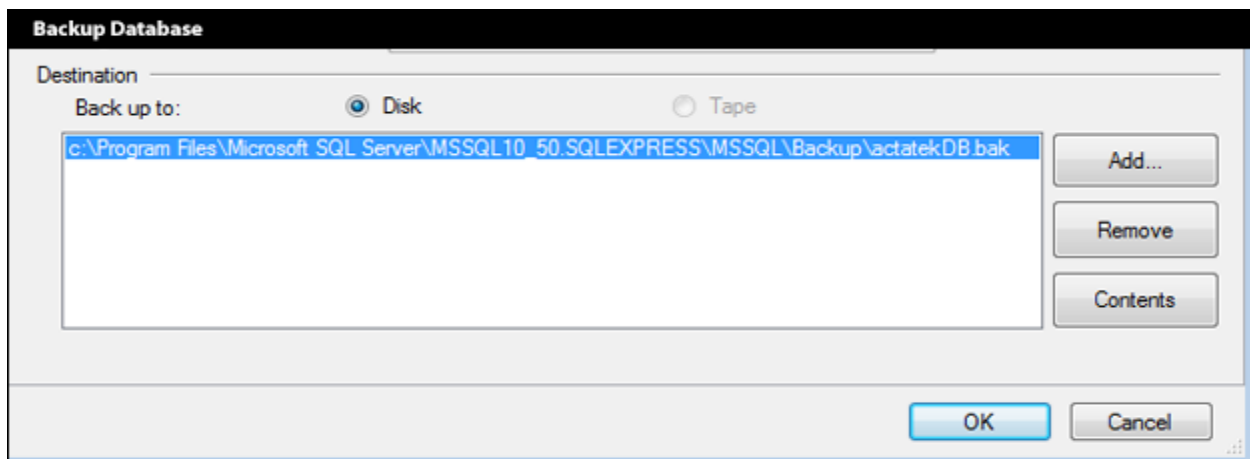 Backup Database
Destination
Back up to: Disk Tape
c:\Program Files\Microsoft SQL Server\MSSQL10_50.SQLEXPRESS\MSSQL\Backup\actatekDB.bak
Add...
Remove
Contents
OK Cancel